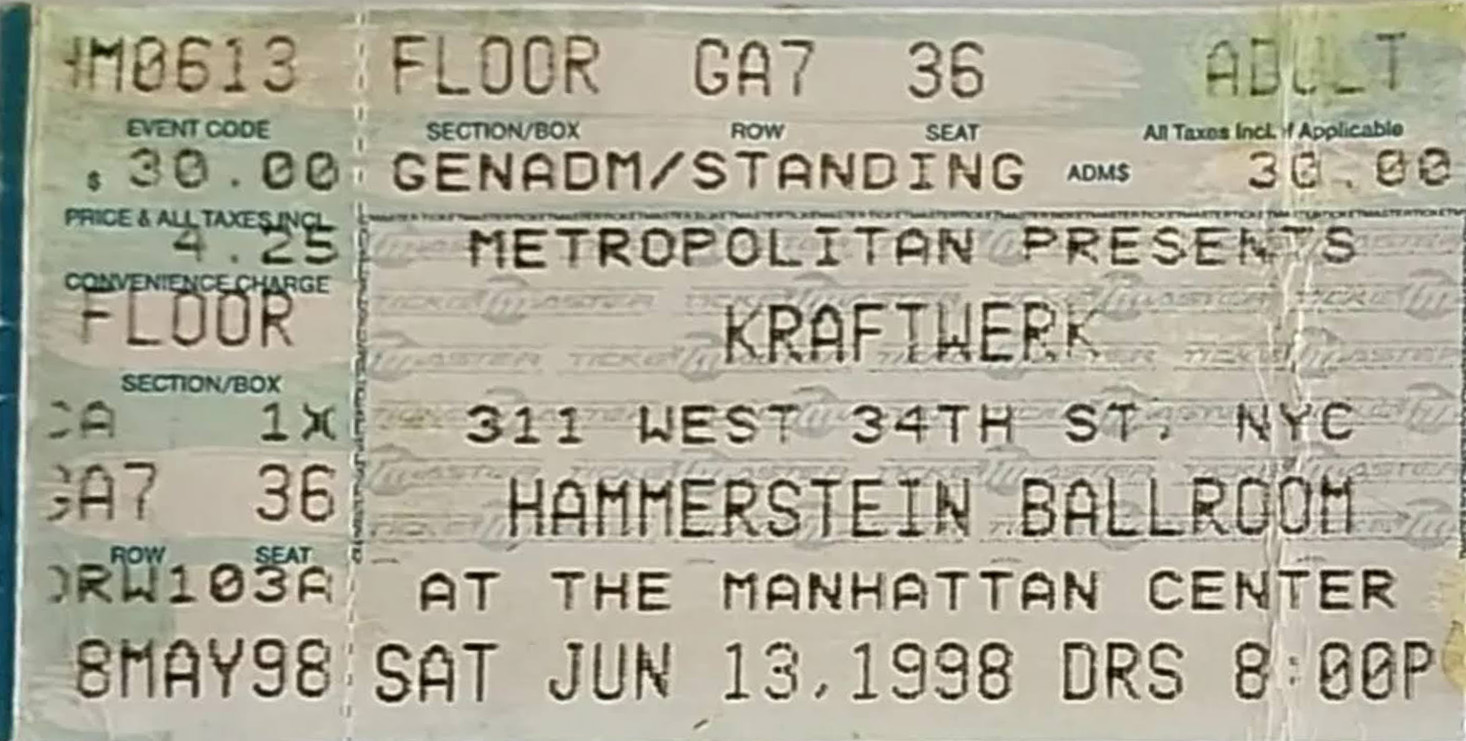 HM0613 FLOOR GA7 36 ADULT
EVENT CODE SECTION/BOX ROW SEAT All Taxes Incl. if Applicable
$ 30.00 GENADM/STANDING ADM$ 30.00
PRICE & ALL TAXES INCL
4.25 METROPOLITAN PRESENTS
CONVENIENCE CHARGE
FLOOR KRAFTWERK
SECTION/BOX
CA 1X 311 WEST 34TH ST. NYC
GA7 36 HAMMERSTEIN BALLROOM
ROW SEAT
RW103A AT THE MANHATTAN CENTER
8MAY98 SAT JUN 13,1998 DRS 8:00P